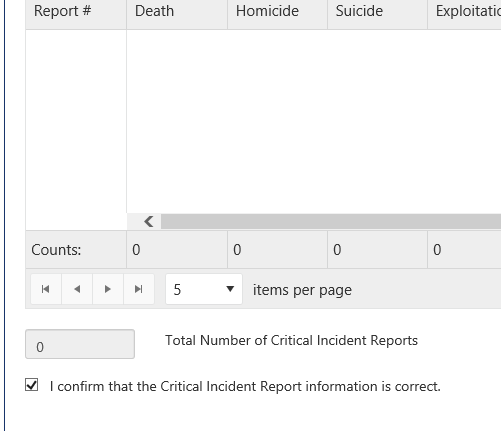 Report # Death Homicide Suicide Exploitatio
Counts: 0 0 0 0
5 items per page
0 Total Number of Critical Incident Reports
I confirm that the Critical Incident Report information is correct.